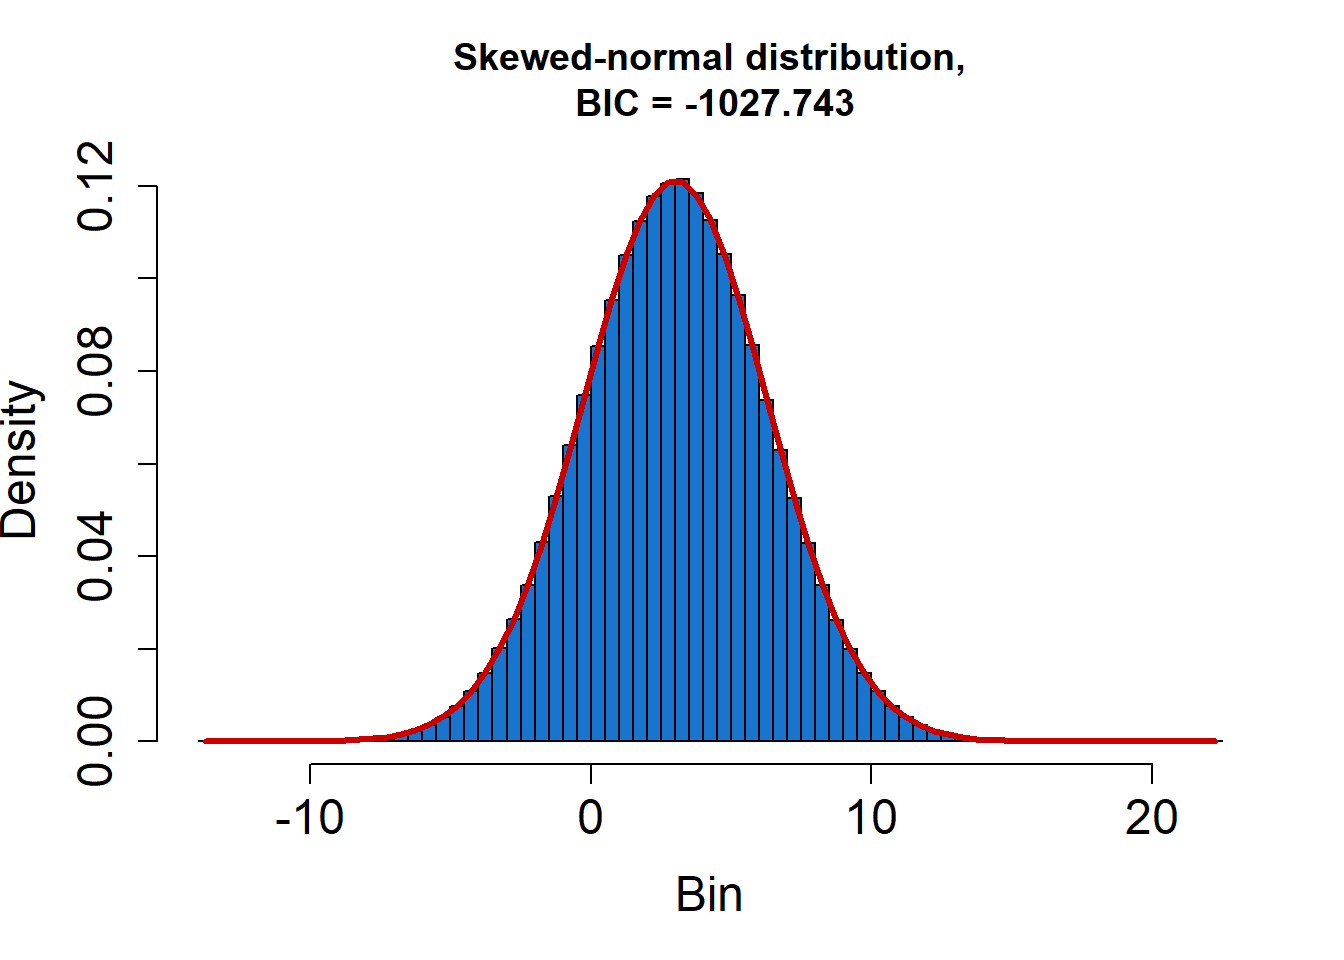 Skewed-normal distribution,
BIC = -1027.743
Density
0.12
0.08
0.04
0.00
-10 0 10 20
Bin